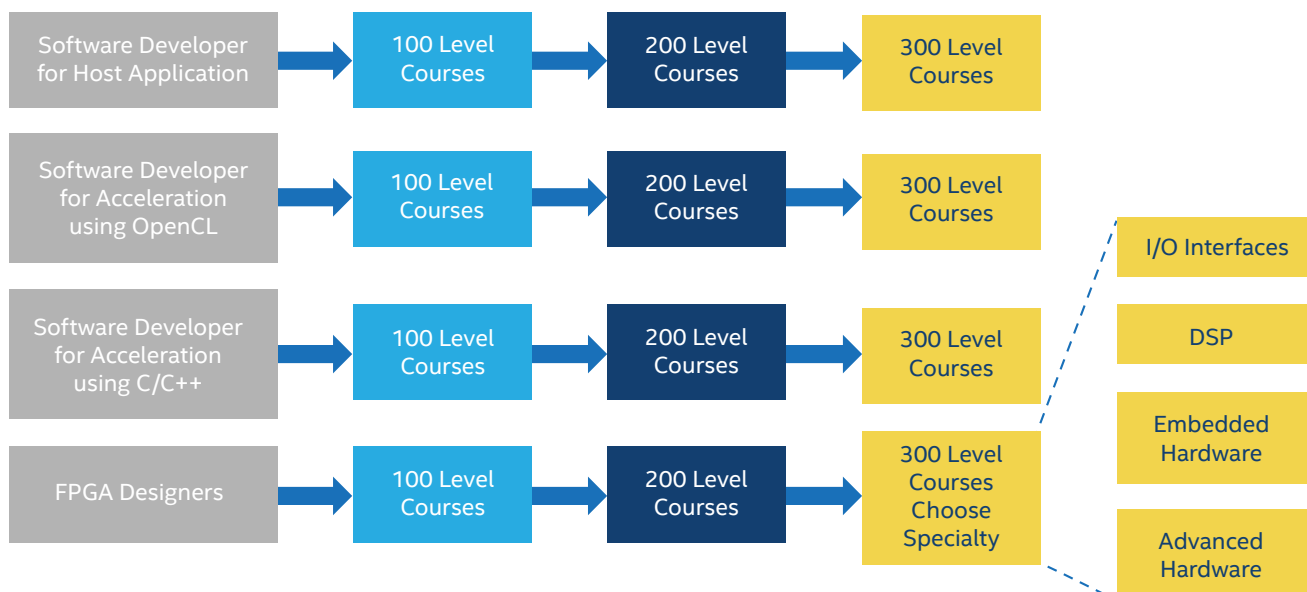 Software Developer
for Host Application
100 Level
Courses
200 Level
Courses
300 Level
Courses
Software Developer
for Acceleration
using OpenCL
100 Level
Courses
200 Level
Courses
300 Level
Courses
Software Developer
for Acceleration
using C/C++
100 Level
Courses
200 Level
Courses
300 Level
Courses
FPGA Designers
100 Level
Courses
200 Level
Courses
300 Level
Courses
Choose
Specialty
I/O Interfaces
DSP
Embedded
Hardware
Advanced
Hardware